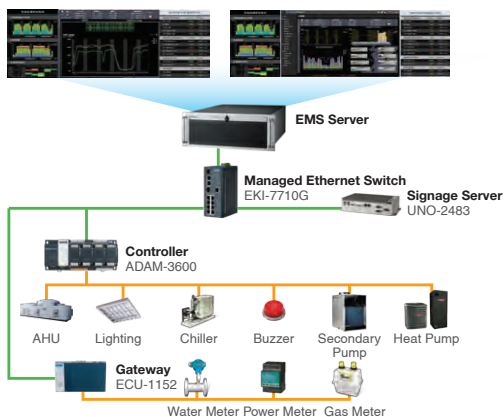 EMS Server
Managed Ethernet Switch
EKI-7710G
Signage Server
UNO-2483
Controller
ADAM-3600
AHU
Lighting
Chiller
Buzzer
Secondary
Pump
Heat Pump
Gateway
ECU-1152
Water Meter
Power Meter
Gas Meter